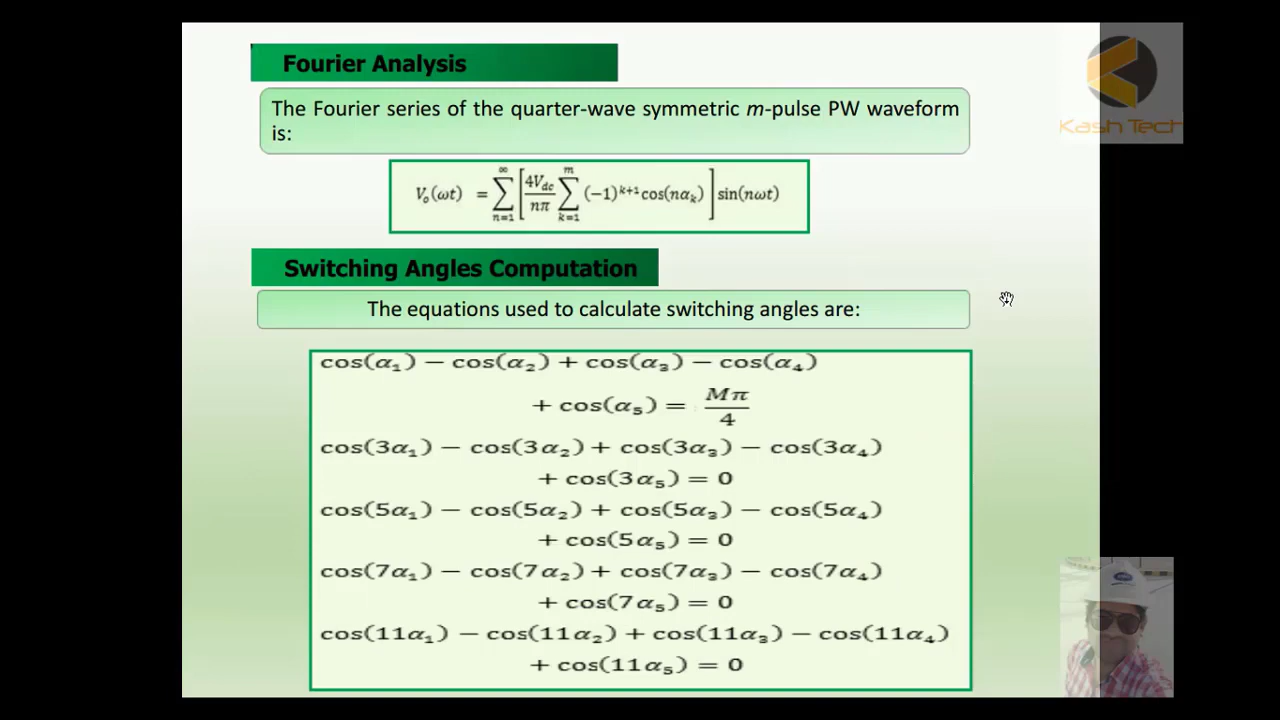 Fourier Analysis
Kash Tech
The Fourier series of the quarter-wave symmetric m-pulse PW waveform
is:
Vₒ(ωt) = ∑_{n=1}^{∞} [ 4V_dc/nπ ∑_{k=1}^{m} (−1)^{k+1} cos(nα_k) ] sin(nωt)
Switching Angles Computation
The equations used to calculate switching angles are:
cos(α₁) − cos(α₂) + cos(α₃) − cos(α₄)
+ cos(α₅) = Mπ/4
cos(3α₁) − cos(3α₂) + cos(3α₃) − cos(3α₄)
+ cos(3α₅) = 0
cos(5α₁) − cos(5α₂) + cos(5α₃) − cos(5α₄)
+ cos(5α₅) = 0
cos(7α₁) − cos(7α₂) + cos(7α₃) − cos(7α₄)
+ cos(7α₅) = 0
cos(11α₁) − cos(11α₂) + cos(11α₃) − cos(11α₄)
+ cos(11α₅) = 0